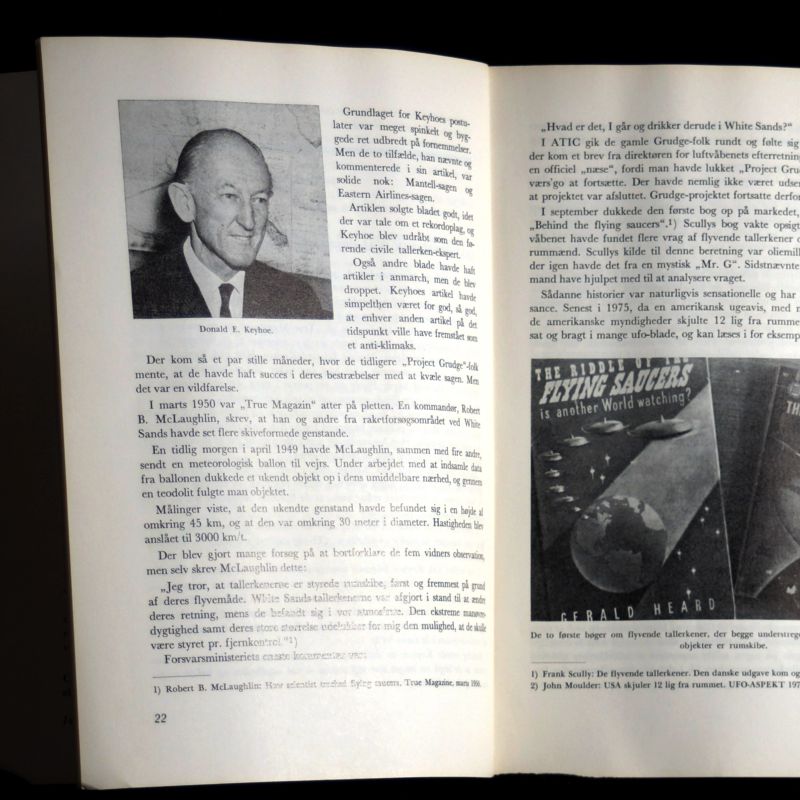 Donald E. Keyhoe.
Grundlaget for Keyhoes postu-
later var meget spinkelt og byg-
gede ret udbredt på fornemmelser.
Men de to tilfælde, han nævnte og
kommenterede i sin artikel, var
solide nok: Mantell-sagen og
Eastern Airlines-sagen.
Artiklen solgte bladet godt, idet
der var tale om et rekordoplag, og
Keyhoe blev udråbt som den fø-
rende civile tallerken-ekspert.
Også andre blade havde haft
artikler i anmarch, men de blev
droppet. Keyhoes artikel havde
simpelthen været for god, så god,
at enhver anden artikel på det
tidspunkt ville have fremstået som
et anti-klimaks.
Der kom så et par stille måneder, hvor de tidligere „Project Grudge"-folk
mente, at de havde haft succes i deres bestræbelser med at kvæle sagen. Men
det var en vildfarelse.
I marts 1950 var „True Magazin" atter på pletten. En kommandør, Robert
B. McLaughlin, skrev, at han og andre fra raketforsøgsområdet ved White
Sands havde set flere skiveformede genstande.
En tidlig morgen i april 1949 havde McLaughlin, sammen med fire andre,
sendt en meteorologisk ballon til vejrs. Under arbejdet med at indsamle data
fra ballonen dukkede et ukendt objekt op i dens umiddelbare nærhed, og gennem
en teodolit fulgte man objektet.
Målinger viste, at den ukendte genstand havde befundet sig i en højde af
omkring 45 km, og at den var omkring 30 meter i diameter. Hastigheden blev
anslået til 3000 km/t.
Der blev gjort mange forsøg på at bortforklare de fem vidners observation,
men selv skrev McLaughlin dette:
„Jeg tror, at tallerkenerne er styrede rumskibe, først og fremmest på grund
af deres flyvemåde. White Sands-tallerkenerne var afgjort i stand til at ændre
deres retning, mens de befandt sig i vor atmosfære. Den ekstreme manøvre-
dygtighed samt deres store størrelse udelukker for mig den mulighed, at de skulle
være styret pr. fjernkontrol."¹)
Forsvarsministeriets eneste kommentar var:
1) Robert B. McLaughlin: How scientist tracked flying saucers. True Magazine, marts 1950.
22
„Hvad er det, I går og drikker derude i White Sands?"
I ATIC gik de gamle Grudge-folk rundt og følte sig
der kom et brev fra direktøren for luftvåbenets efterretning
en officiel „næse", fordi man havde lukket „Project Gru
værs'go at fortsætte. Der havde nemlig ikke været udsen
at projektet var afsluttet. Grudge-projektet fortsatte derfor
I september dukkede den første bog op på markedet,
„Behind the flying saucers".¹) Scullys bog vakte opsigt
våbenet havde fundet flere vrag af flyvende tallerkener
rummænd. Scullys kilde til denne beretning var oliemill
der igen havde det fra en mystisk „Mr. G". Sidstnævnte
mand have hjulpet med til at analysere vraget.
Sådanne historier var naturligvis sensationelle og har
sance. Senest i 1975, da en amerikansk ugeavis, med n
de amerikanske myndigheder skjulte 12 lig fra rumme
sat og bragt i mange ufo-blade, og kan læses i for eksemp
THE RIDDLE OF THE
FLYING SAUCERS
is another World watching?
GERALD HEARD
TH
De to første bøger om flyvende tallerkener, der begge understreg
objekter er rumskibe.
1) Frank Scully: De flyvende tallerkener. Den danske udgave kom og
2) John Moulder: USA skjuler 12 lig fra rummet. UFO-ASPEKT 197